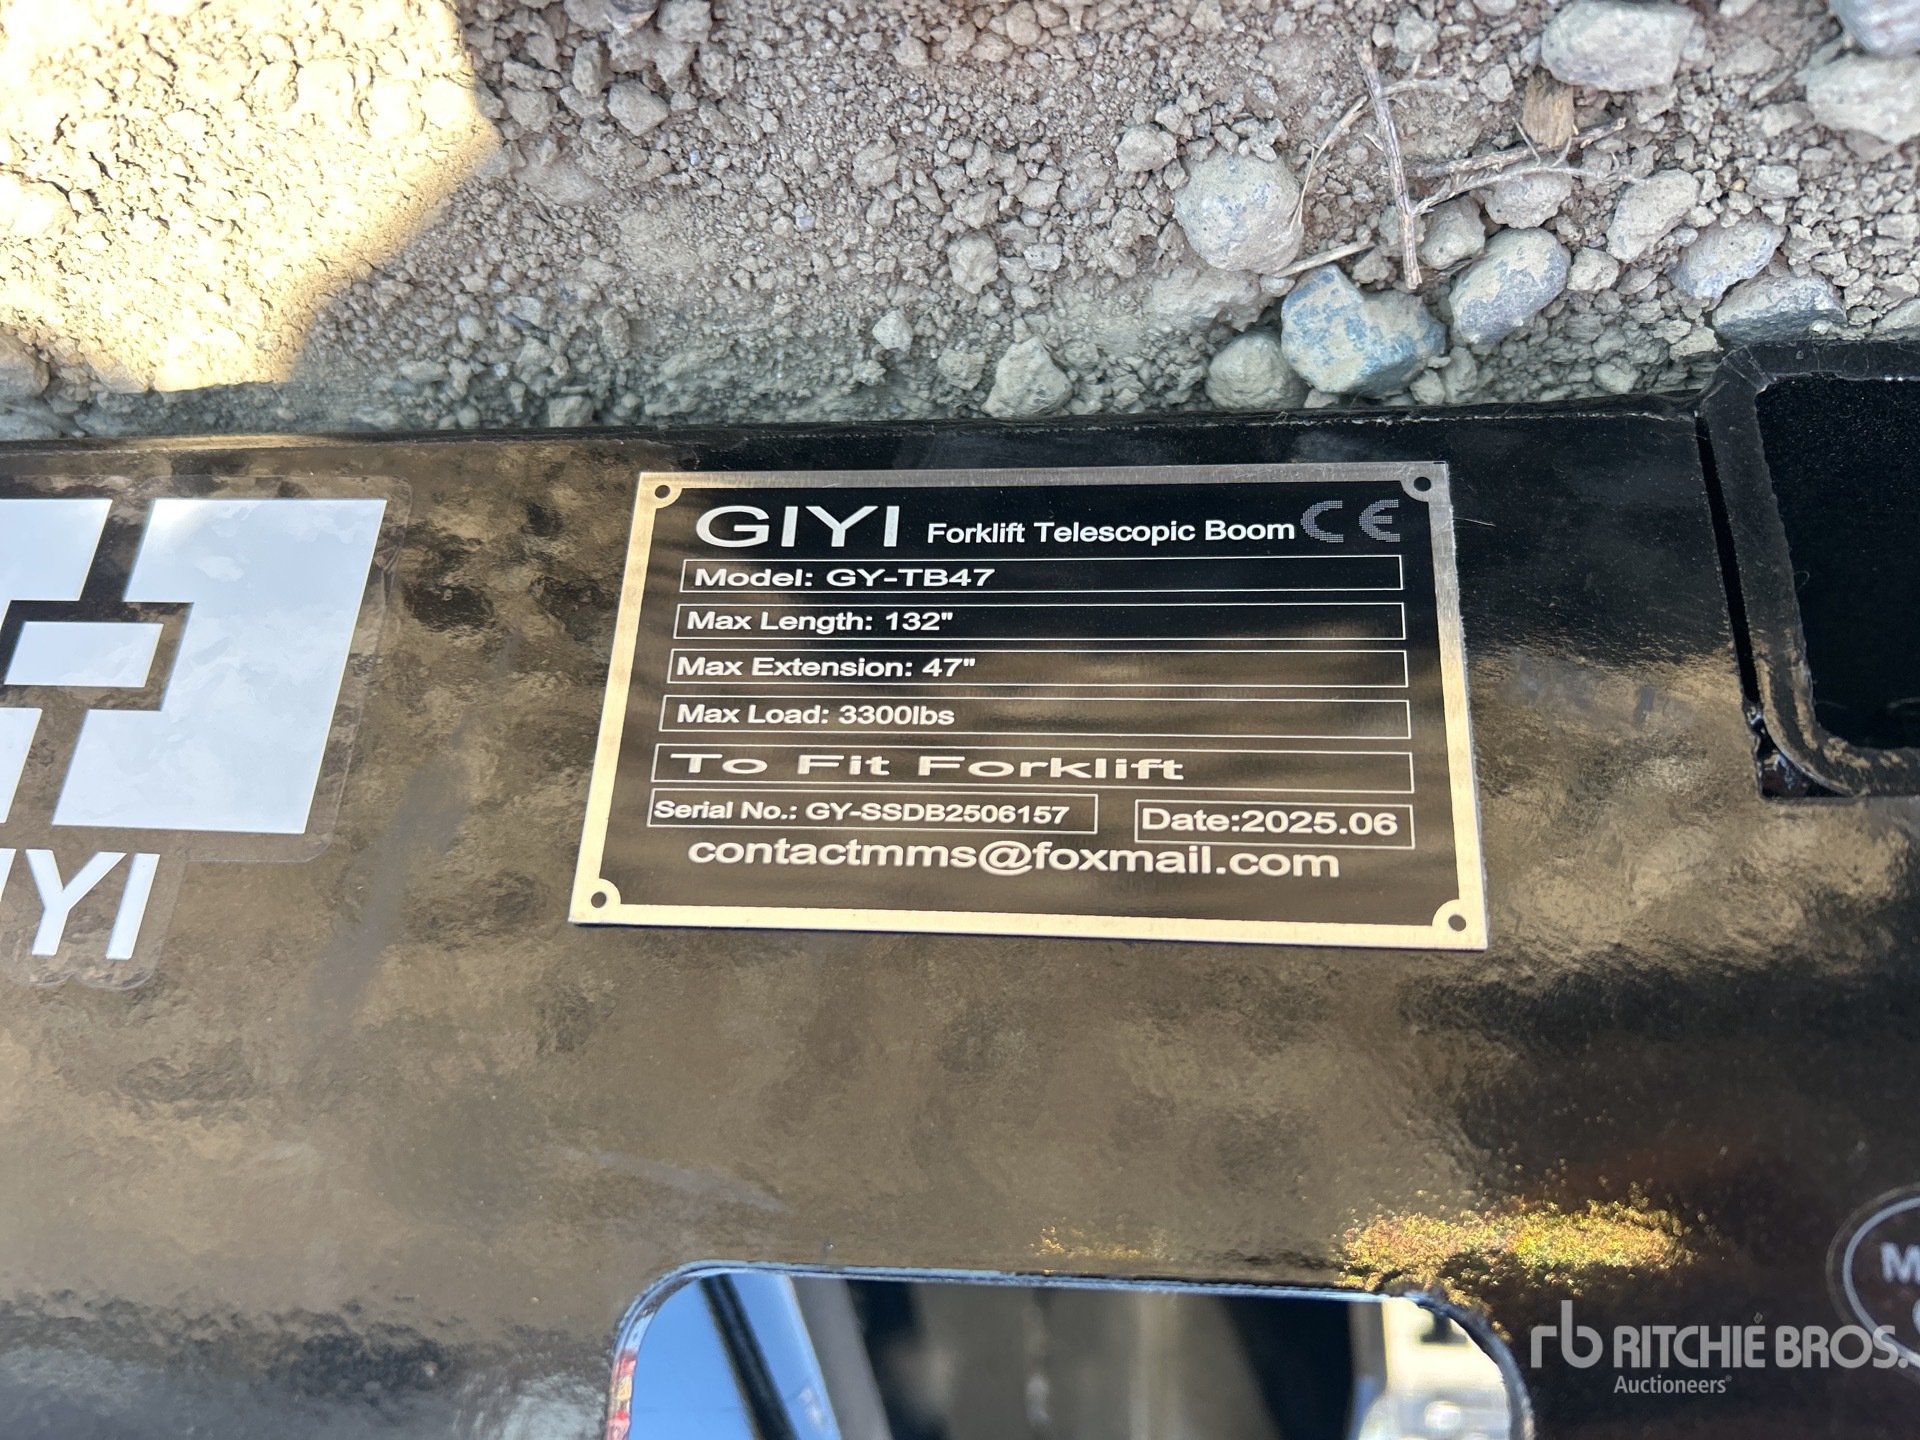 GIYI Forklift Telescopic Boom CE
Model: GY-TB47
Max Length: 132"
Max Extension: 47"
Max Load: 3300lbs
To Fit Forklift
Serial No.: GY-SSDB2506157 Date:2025.06
contactmms@foxmail.com
IYI
M
rb RITCHIE BROS.
Auctioneers